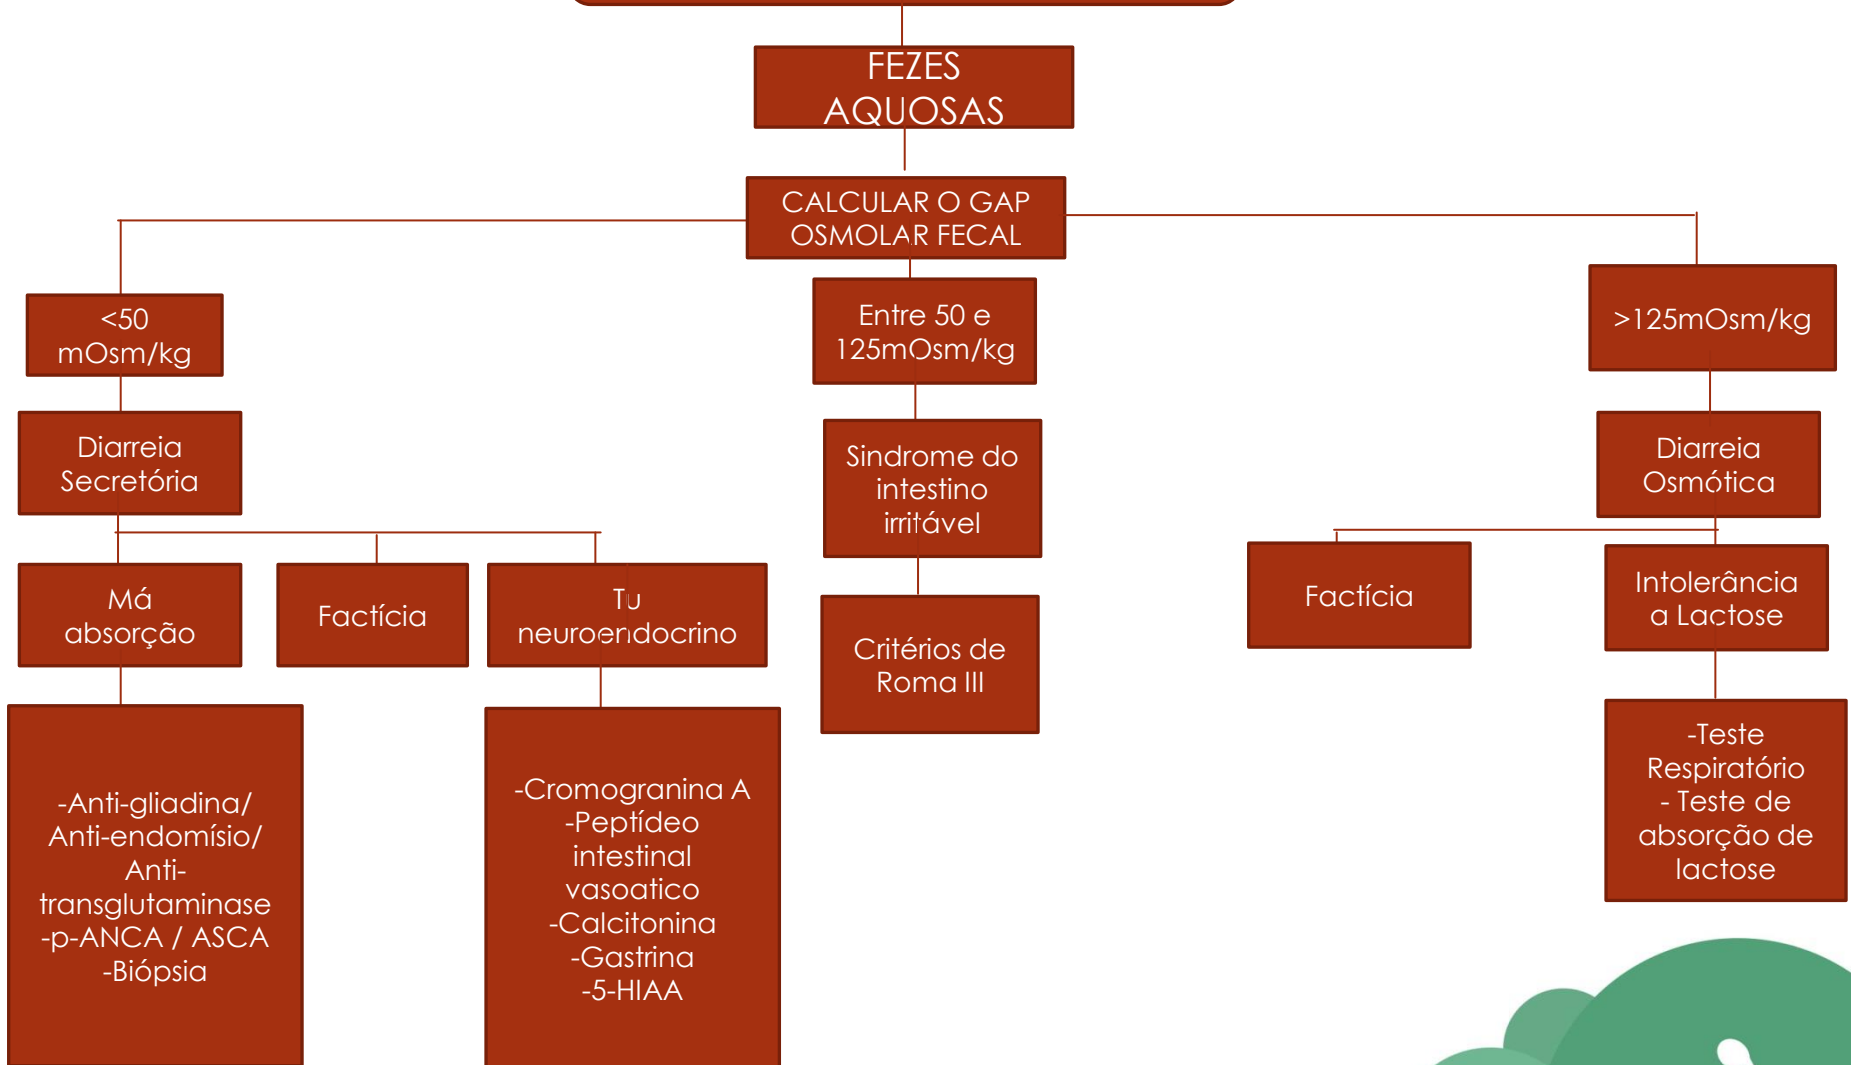 FEZES
AQUOSAS
CALCULAR O GAP
OSMOLAR FECAL
<50
mOsm/kg
Entre 50 e
125mOsm/kg
>125mOsm/kg
Diarreia
Secretória
Sindrome do
intestino
irritável
Diarreia
Osmótica
Má
absorção
Factícia
Tu
neuroendocrino
Critérios de
Roma III
Factícia
Intolerância
a Lactose
-Anti-gliadina/
Anti-endomísio/
Anti-
transglutaminase
-p-ANCA / ASCA
-Biópsia
-Cromogranina A
-Peptídeo
intestinal
vasoatico
-Calcitonina
-Gastrina
-5-HIAA
-Teste
Respiratório
- Teste de
absorção de
lactose